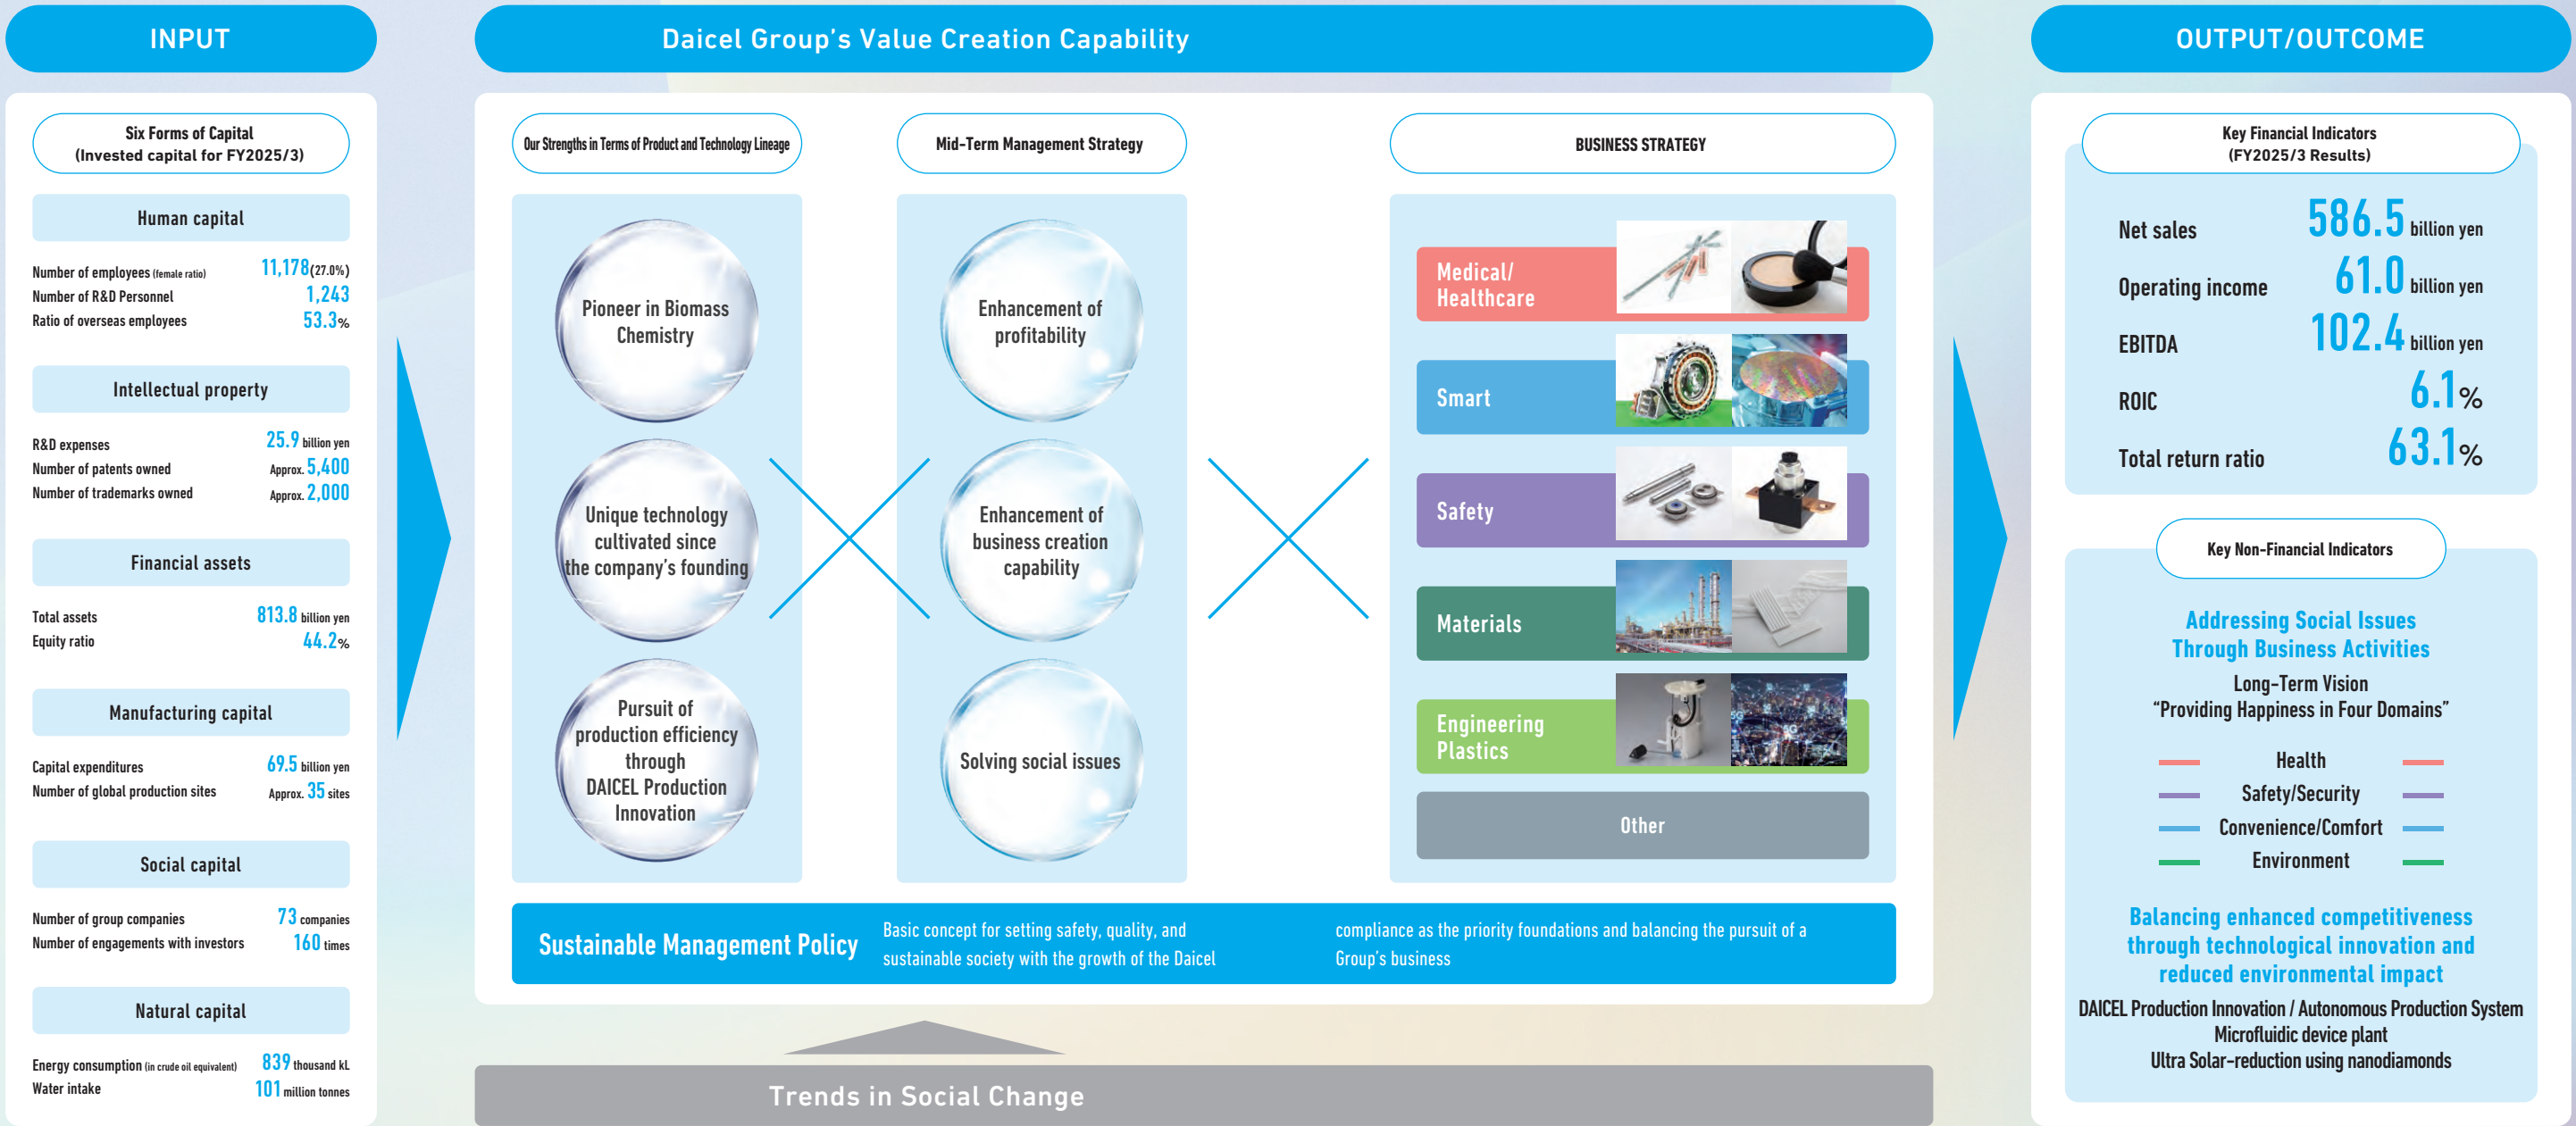 INPUT
Six Forms of Capital
(Invested capital for FY2025/3)
Human capital
Number of employees (female ratio) 11,178(27.0%)
Number of R&D Personnel 1,243
Ratio of overseas employees 53.3%
Intellectual property
R&D expenses 25.9 billion yen
Number of patents owned Approx. 5,400
Number of trademarks owned Approx. 2,000
Financial assets
Total assets 813.8 billion yen
Equity ratio 44.2%
Manufacturing capital
Capital expenditures 69.5 billion yen
Number of global production sites Approx. 35 sites
Social capital
Number of group companies 73 companies
Number of engagements with investors 160 times
Natural capital
Energy consumption (in crude oil equivalent) 839 thousand kL
Water intake 101 million tonnes
Daicel Group's Value Creation Capability
Our Strengths in Terms of Product and Technology Lineage
Pioneer in Biomass
Chemistry
Unique technology
cultivated since
the company's founding
Pursuit of
production efficiency
through
DAICEL Production
Innovation
Mid-Term Management Strategy
Enhancement of
profitability
Enhancement of
business creation
capability
Solving social issues
BUSINESS STRATEGY
Medical/
Healthcare
Smart
Safety
Materials
Engineering
Plastics
Other
Sustainable Management Policy
Basic concept for setting safety, quality, and compliance as the priority foundations and balancing the pursuit of a
sustainable society with the growth of the Daicel Group's business
Trends in Social Change
OUTPUT/OUTCOME
Key Financial Indicators
(FY2025/3 Results)
Net sales 586.5 billion yen
Operating income 61.0 billion yen
EBITDA 102.4 billion yen
ROIC 6.1%
Total return ratio 63.1%
Key Non-Financial Indicators
Addressing Social Issues
Through Business Activities
Long-Term Vision
“Providing Happiness in Four Domains”
Health
Safety/Security
Convenience/Comfort
Environment
Balancing enhanced competitiveness
through technological innovation and
reduced environmental impact
DAICEL Production Innovation / Autonomous Production System
Microfluidic device plant
Ultra Solar-reduction using nanodiamonds